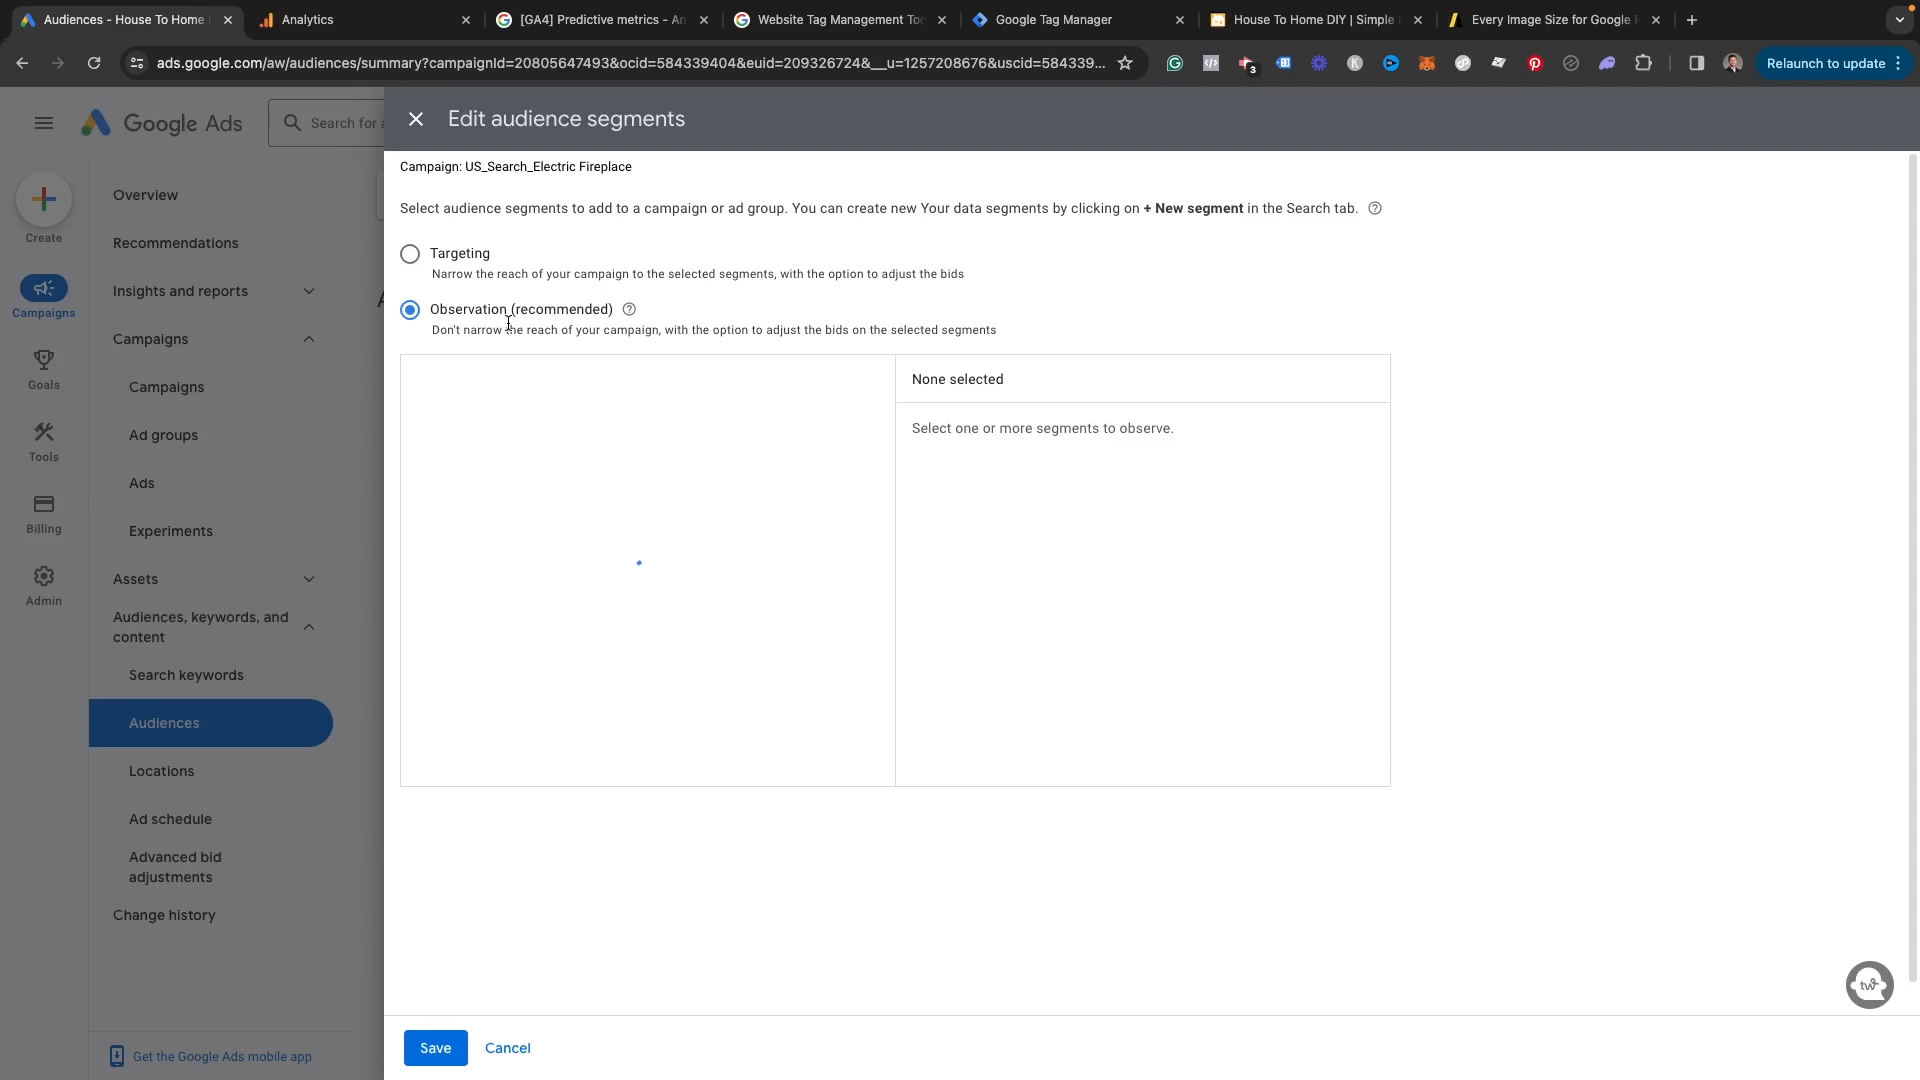 Audiences - House To Home
Analytics
[GA4] Predictive metrics - An
Website Tag Management Too
Google Tag Manager
House To Home DIY | Simple
Every Image Size for Google
ads.google.com/aw/audiences/summary?campaignId=20805647493&ocid=584339404&euid=209326724&__u=1257208676&uscid=584339...
3
Relaunch to update
Google Ads
Search for a
Edit audience segments
Create
Campaigns
Goals
Tools
Billing
Admin
Overview
Recommendations
Insights and reports
Campaigns
Campaigns
Ad groups
Ads
Experiments
Assets
Audiences, keywords, and
content
Search keywords
Audiences
Locations
Ad schedule
Advanced bid
adjustments
Change history
Get the Google Ads mobile app
Campaign: US_Search_Electric Fireplace
Select audience segments to add to a campaign or ad group. You can create new Your data segments by clicking on + New segment in the Search tab.
Targeting
Narrow the reach of your campaign to the selected segments, with the option to adjust the bids
Observation (recommended)
Don't narrow the reach of your campaign, with the option to adjust the bids on the selected segments
None selected
Select one or more segments to observe.
Save
Cancel